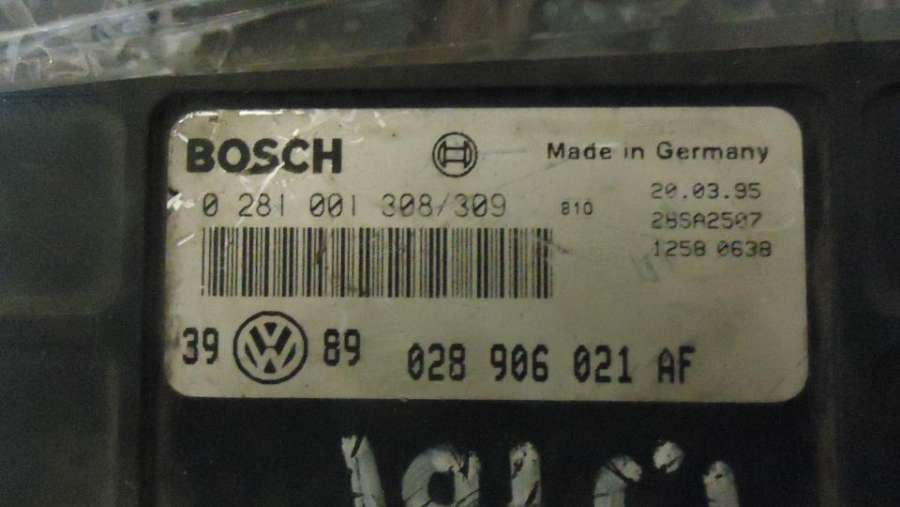 BOSCH Made in Germany
0 281 001 308/309 810 20.03.95
28SA2507
1258 0638
39 89 028 906 021 AF